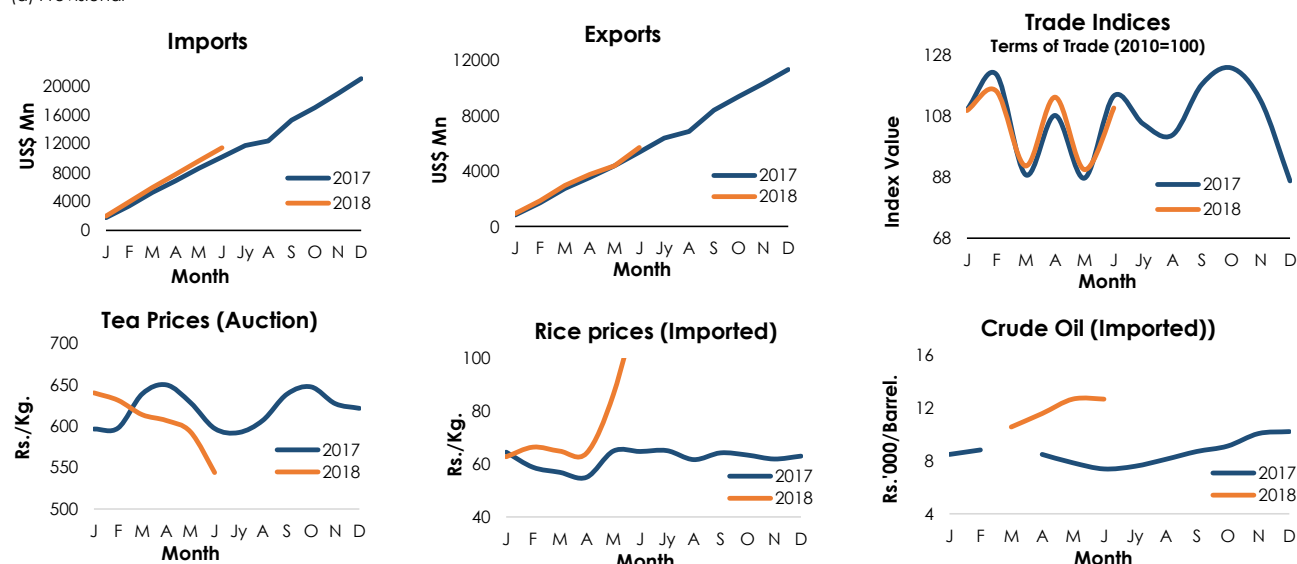 (a) Provisional
Imports
US$ Mn
20000
16000
12000
8000
4000
0
2017
2018
J F M A M J Jy A S O N D
Month
Exports
US$ Mn
12000
8000
4000
0
2017
2018
J F M A M J Jy A S O N D
Month
Trade Indices
Terms of Trade (2010=100)
Index Value
128
108
88
68
2017
2018
J F M A M J Jy A S O N D
Month
Tea Prices (Auction)
Rs./Kg.
700
650
600
550
500
2017
2018
J F M A M J Jy A S O N D
Month
Rice prices (Imported)
Rs./Kg.
100
80
60
40
2017
2018
J F M A M J Jy A S O N D
Month
Crude Oil (Imported))
Rs.'000/Barrel.
16
12
8
4
2017
2018
J F M A M J Jy A S O N D
Month